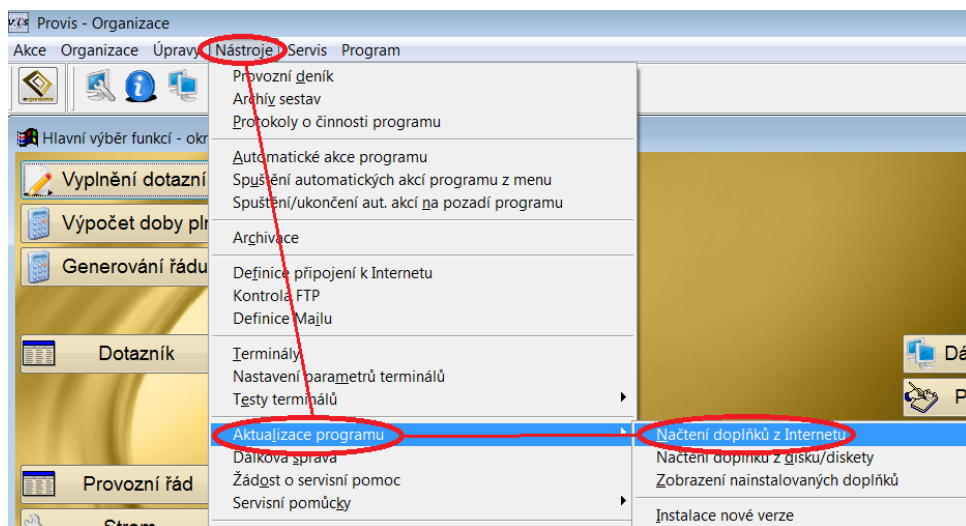 Provis - Organizace
Akce Organizace Úpravy Nástroje Servis Program
Provozní deník
Archív sestav
Protokoly o činnosti programu
Hlavní výběr funkcí - okr
Automatické akce programu
Vyplnění dotazní
Spuštění automatických akcí programu z menu
Spuštění/ukončení aut. akcí na pozadí programu
Výpočet doby plr
Archivace
Generování řádu
Definice připojení k Internetu
Kontrola FTP
Definice Mailu
Terminály
Dotazník
Dá
Nastavení parametrů terminálů
Testy terminálů
P
Aktualizace programu
Načtení doplňků z Internetu
Dálková správa
Načtení doplňků z disku/diskety
Žádost o servisní pomoc
Zobrazení nainstalovaných doplňků
Provozní řád
Servisní pomůcky
Instalace nové verze
Strom